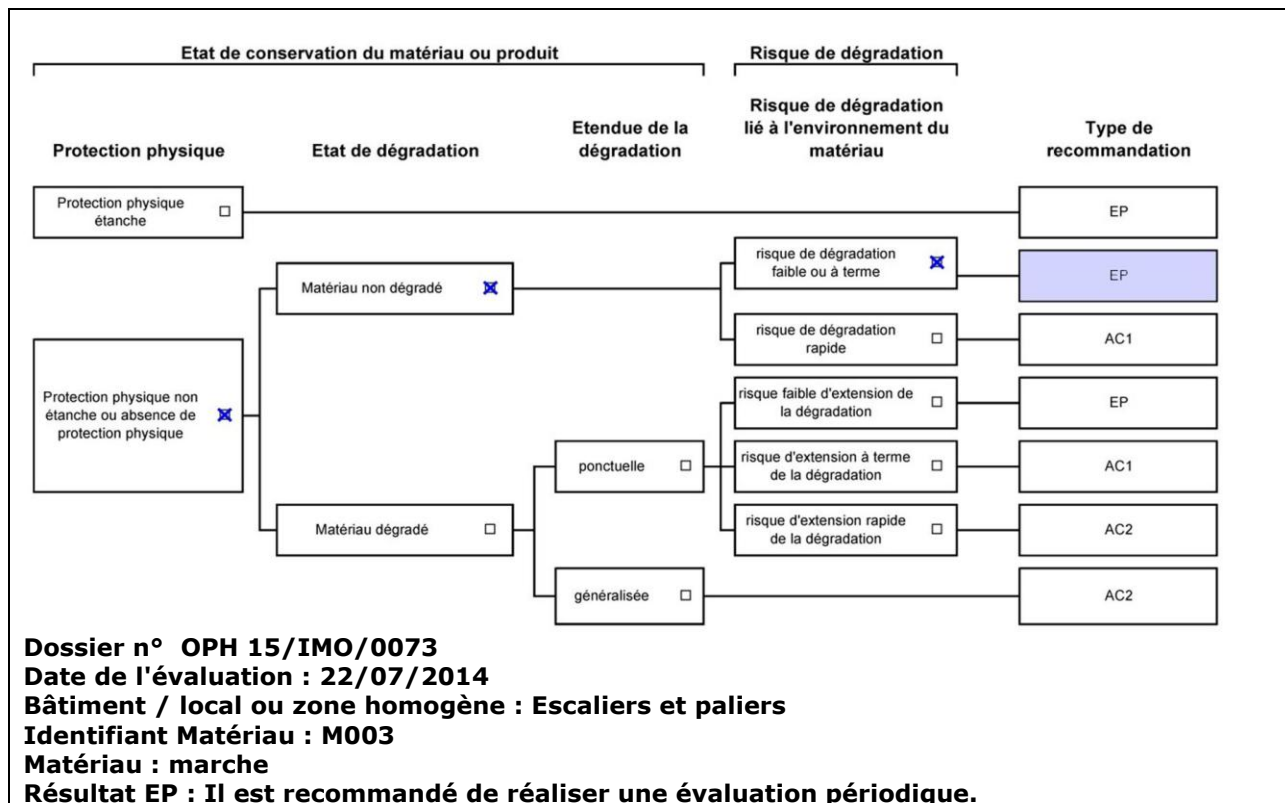 Etat de conservation du matériau ou produit
Risque de dégradation
Protection physique
Etat de dégradation
Etendue de la
dégradation
Risque de dégradation
lié à l'environnement du
matériau
Type de
recommandation
Protection physique
étanche
EP
Matériau non dégradé
risque de dégradation
faible ou à terme
EP
risque de dégradation
rapide
AC1
Protection physique non
étanche ou absence de
protection physique
risque faible d'extension de
la dégradation
EP
ponctuelle
risque d'extension à terme
de la dégradation
AC1
Matériau dégradé
risque d'extension rapide
de la dégradation
AC2
généralisée
AC2
Dossier n° OPH 15/IMO/0073
Date de l'évaluation : 22/07/2014
Bâtiment / local ou zone homogène : Escaliers et paliers
Identifiant Matériau : M003
Matériau : marche
Résultat EP : Il est recommandé de réaliser une évaluation périodique.